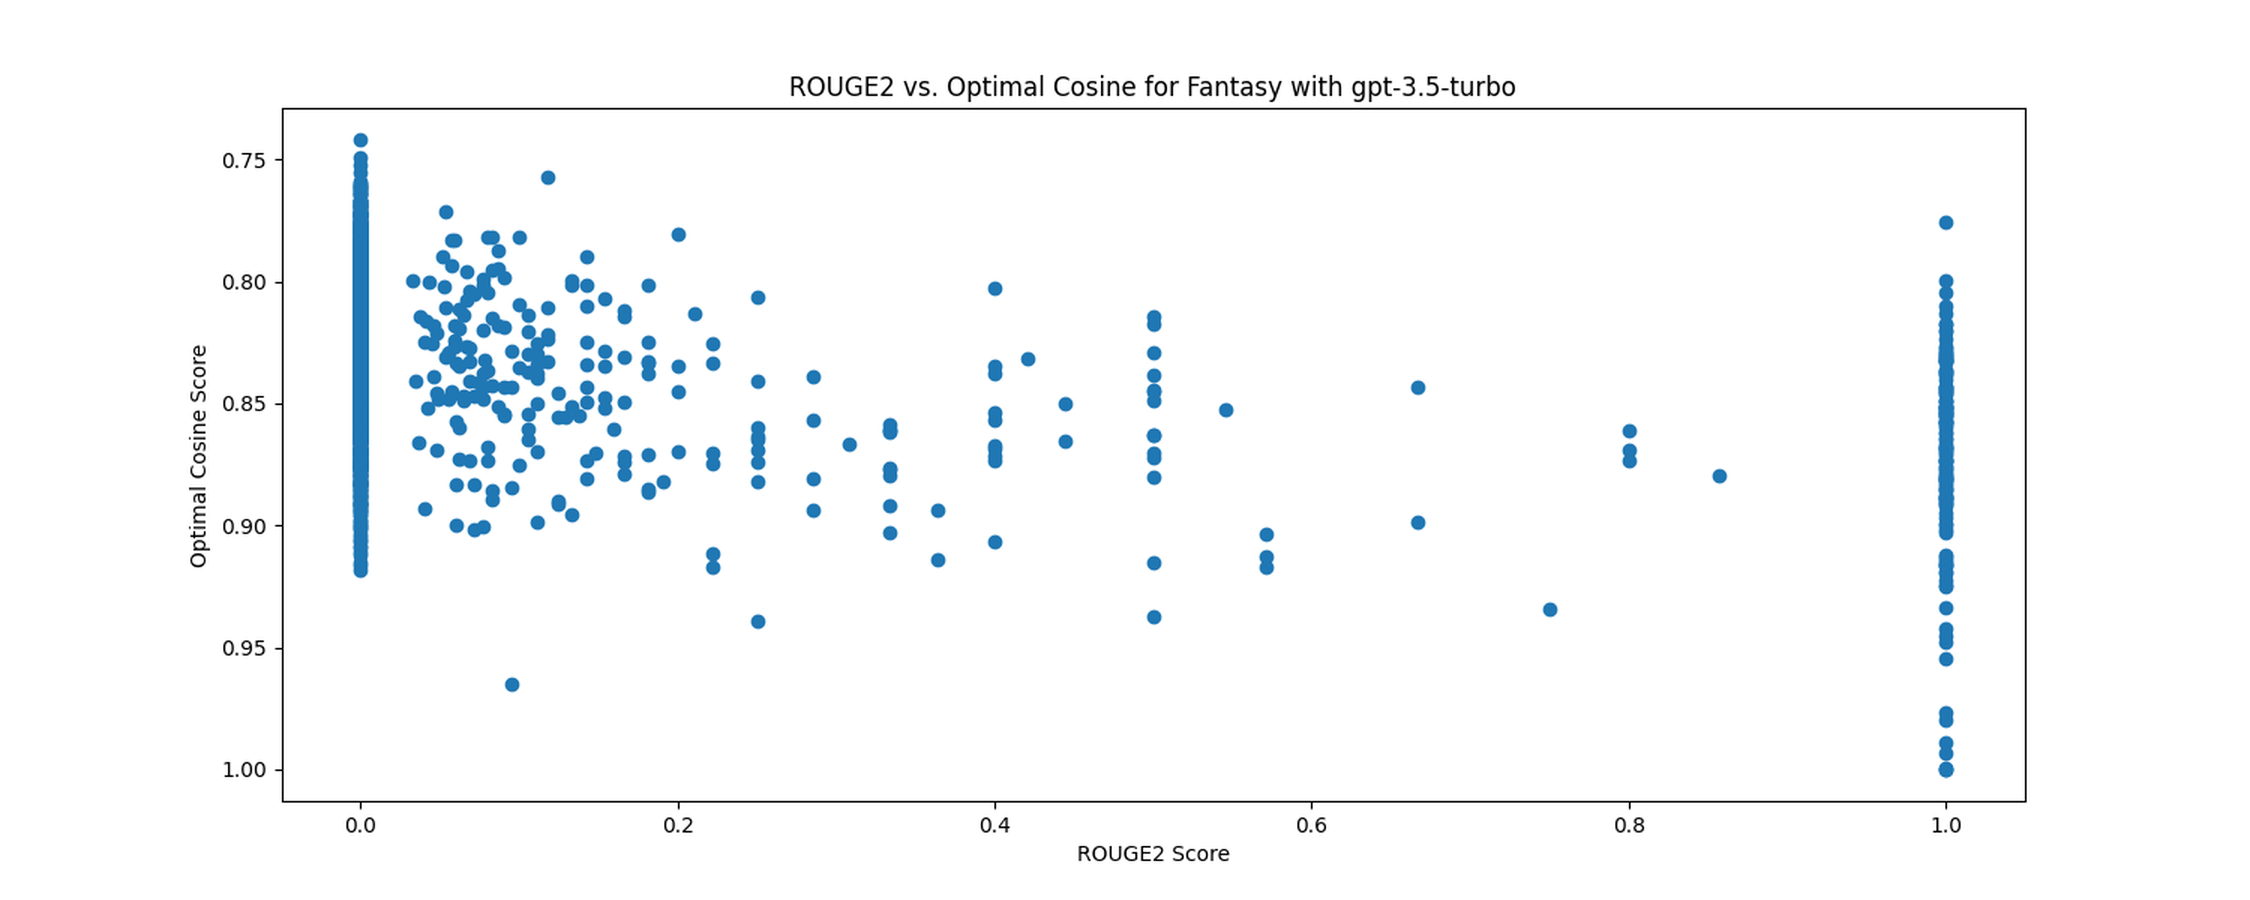 ROUGE2 vs. Optimal Cosine for Fantasy with gpt-3.5-turbo
Optimal Cosine Score
0.75
0.80
0.85
0.90
0.95
1.00
0.0 0.2 0.4 0.6 0.8 1.0
ROUGE2 Score